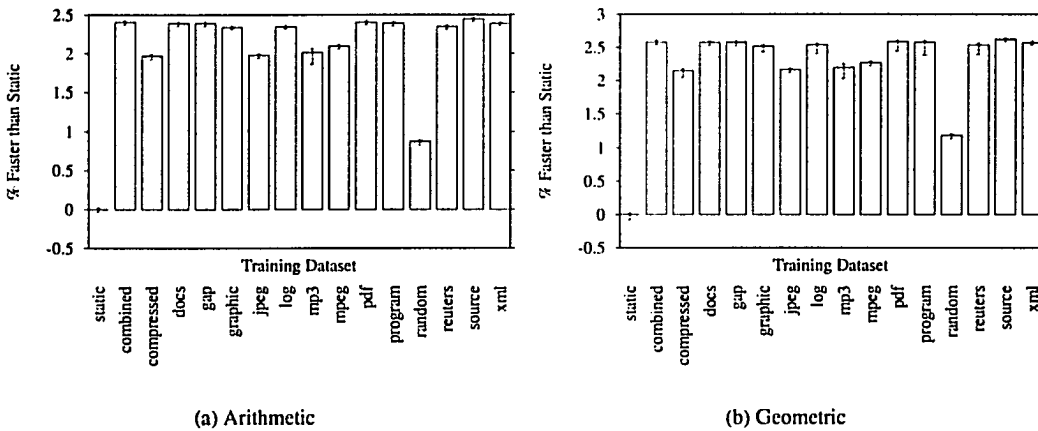 2.5
2
1.5
1
0.5
0
-0.5
% Faster than Static
Training Dataset
static
combined
compressed
docs
gap
graphic
jpeg
log
mp3
mpeg
pdf
program
random
reuters
source
xml
(a) Arithmetic
3
2.5
2
1.5
1
0.5
0
-0.5
% Faster than Static
Training Dataset
static
combined
compressed
docs
gap
graphic
jpeg
log
mp3
mpeg
pdf
program
random
reuters
source
xml
(b) Geometric